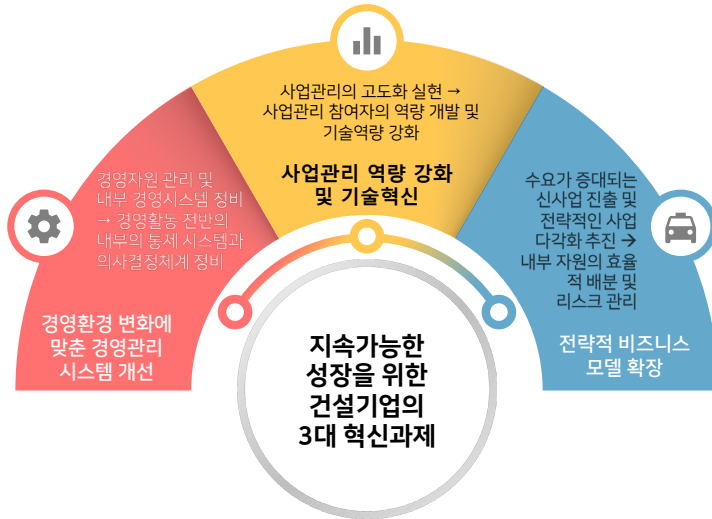 사업관리의 고도화 실현 →
사업관리 참여자의 역량 개발 및
기술역량 강화
사업관리 역량 강화
및 기술혁신
경영자원 관리 및
내부 경영시스템 정비
→ 경영활동 전반의
내부의 통제 시스템과
의사결정체계 정비
경영환경 변화에
맞춘 경영관리
시스템 개선
수요가 증대되는
신사업 진출 및
전략적인 사업
다각화 추진 →
내부 자원의 효율
적 배분 및
리스크 관리
전략적 비즈니스
모델 확장
지속가능한
성장을 위한
건설기업의
3대 혁신과제